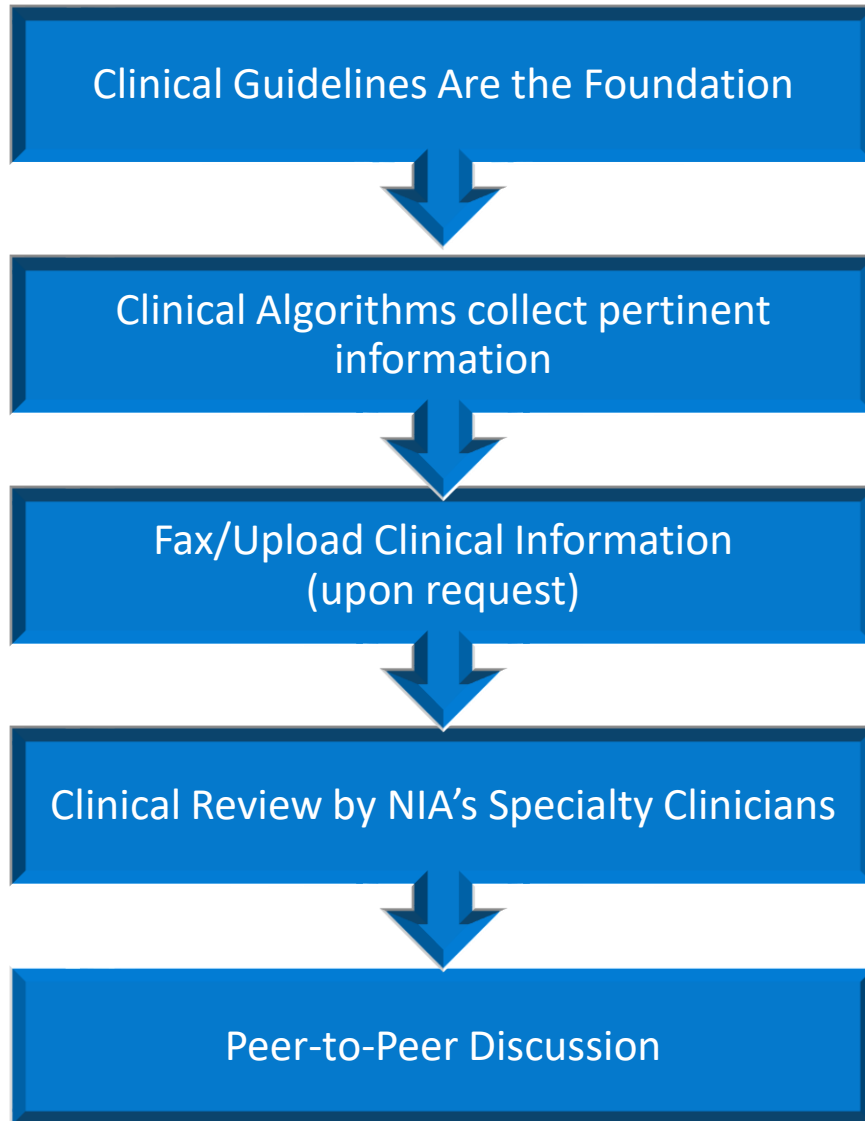 Clinical Guidelines Are the Foundation
Clinical Algorithms collect pertinent
information
Fax/Upload Clinical Information
(upon request)
Clinical Review by NIA’s Specialty Clinicians
Peer-to-Peer Discussion